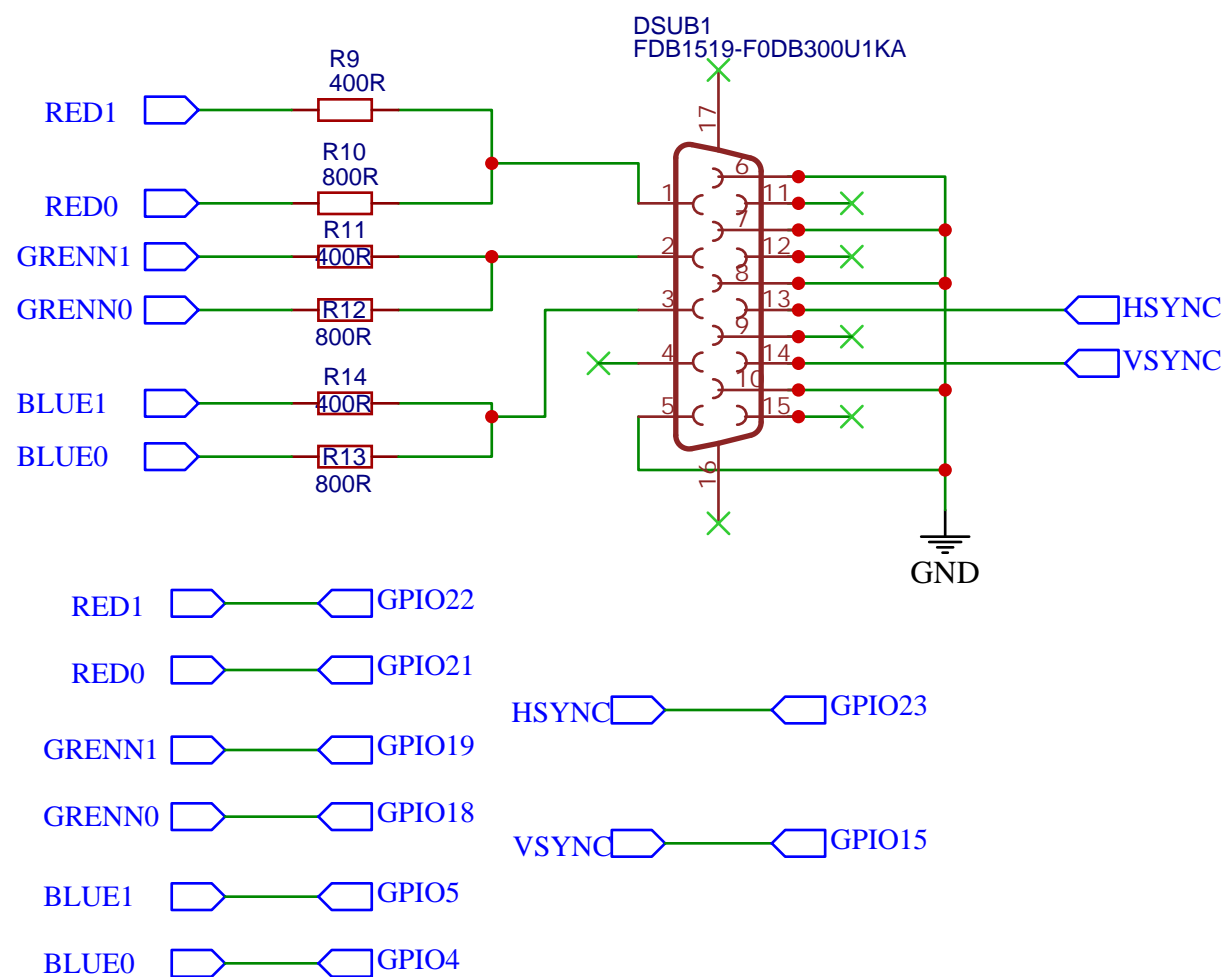 DSUB1
FDB1519-F0DB300U1KA
R9
400R
RED1
17
R10
800R
6
1
11
RED0
7
R11
GRENN1
400R
2
12
8
GRENN0
R12
3
13
HSYNC
800R
9
4
14
VSYNC
R14
10
BLUE1
400R
5
15
BLUE0
R13
800R
16
GND
RED1
GPIO22
RED0
GPIO21
HSYNC
GPIO23
GRENN1
GPIO19
GRENN0
GPIO18
VSYNC
GPIO15
BLUE1
GPIO5
BLUE0
GPIO4